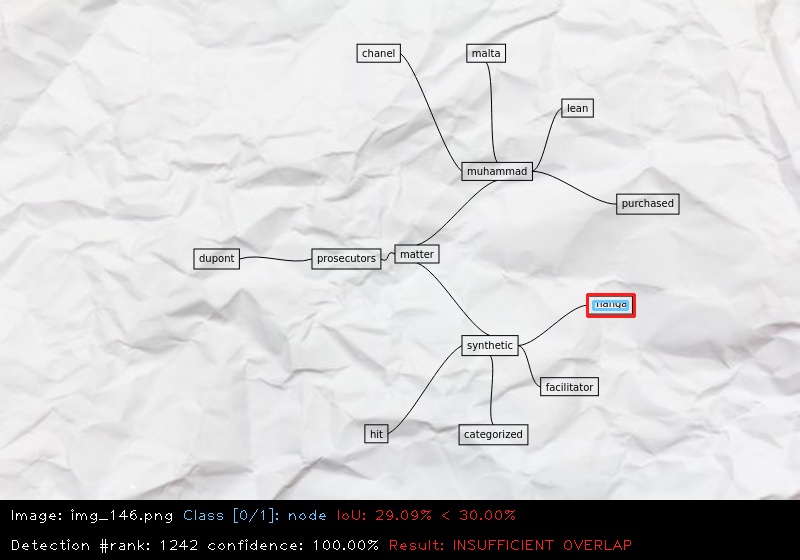 chanel
malta
lean
muhammad
purchased
matter
dupont
prosecutors
synthetic
facilitator
hit
categorized
Image: img_146.png Class [0/1]: node IoU: 29.09% < 30.00%
Detection #rank: 1242 confidence: 100.00% Result: INSUFFICIENT OVERLAP